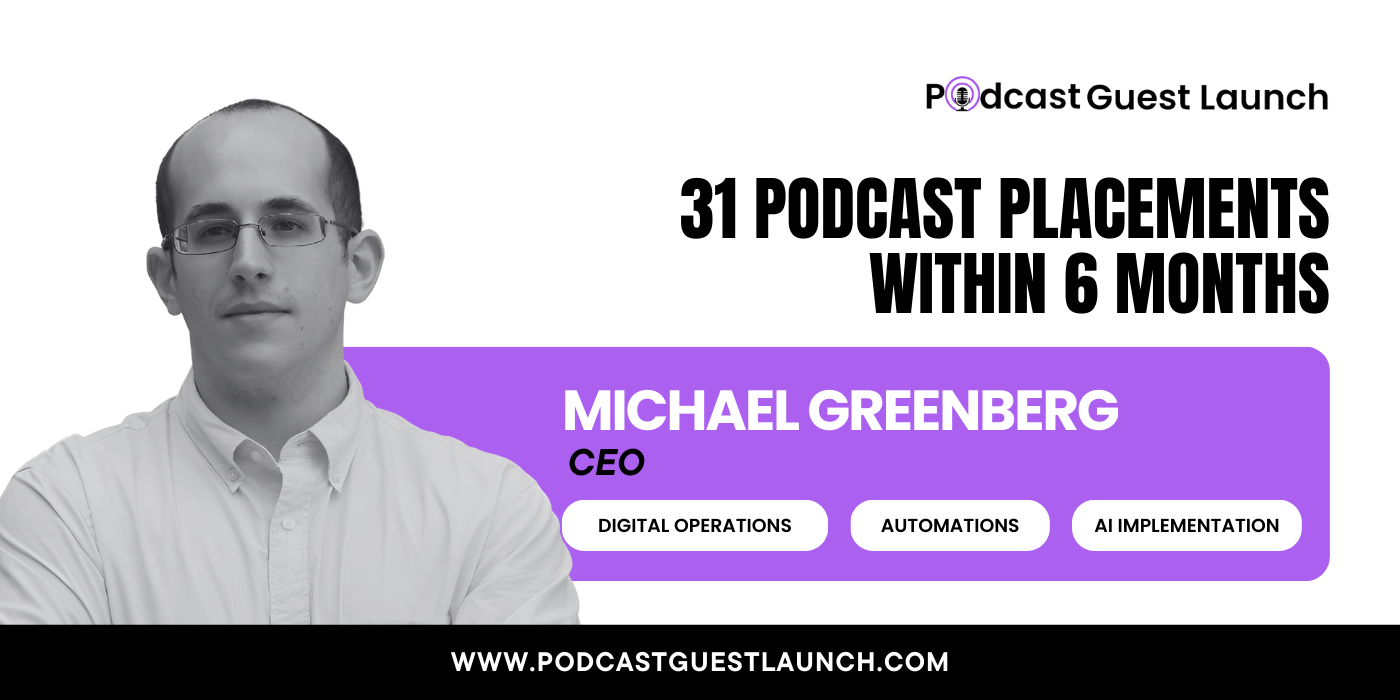 Podcast Guest Launch
31 PODCAST PLACEMENTS
WITHIN 6 MONTHS
MICHAEL GREENBERG
CEO
DIGITAL OPERATIONS
AUTOMATIONS
AI IMPLEMENTATION
WWW.PODCASTGUESTLAUNCH.COM